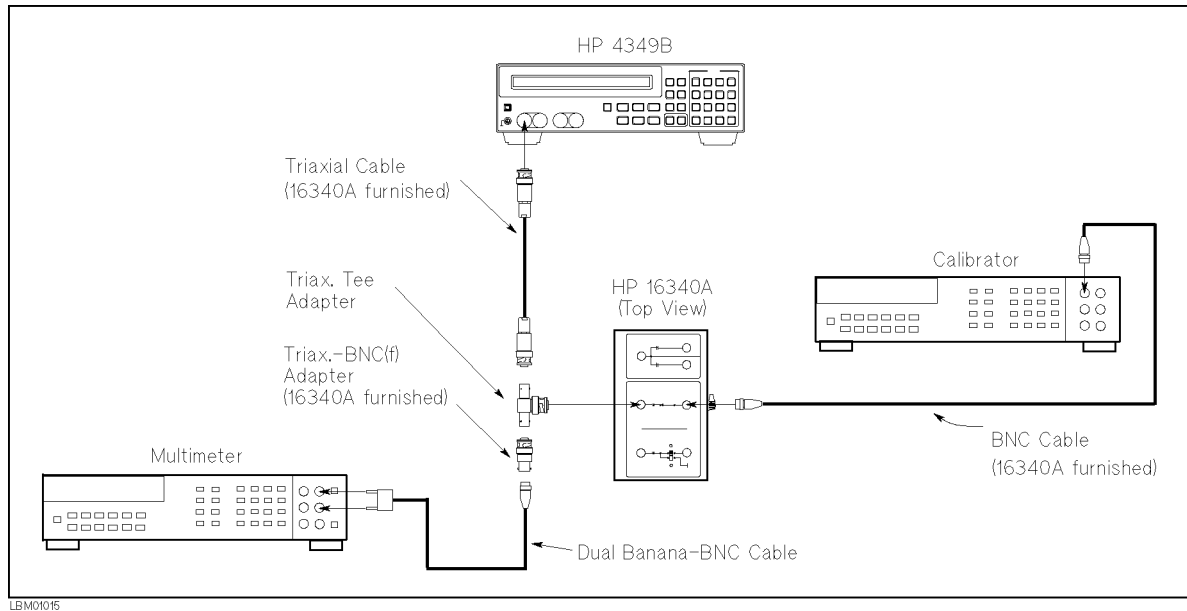 HP 4349B
Triaxial Cable
(16340A furnished)
Calibrator
HP 16340A
(Top View)
Triax. Tee
Adapter
Triax.-BNC(f)
Adapter
(16340A furnished)
Multimeter
BNC Cable
(16340A furnished)
Dual Banana-BNC Cable
LBM01015